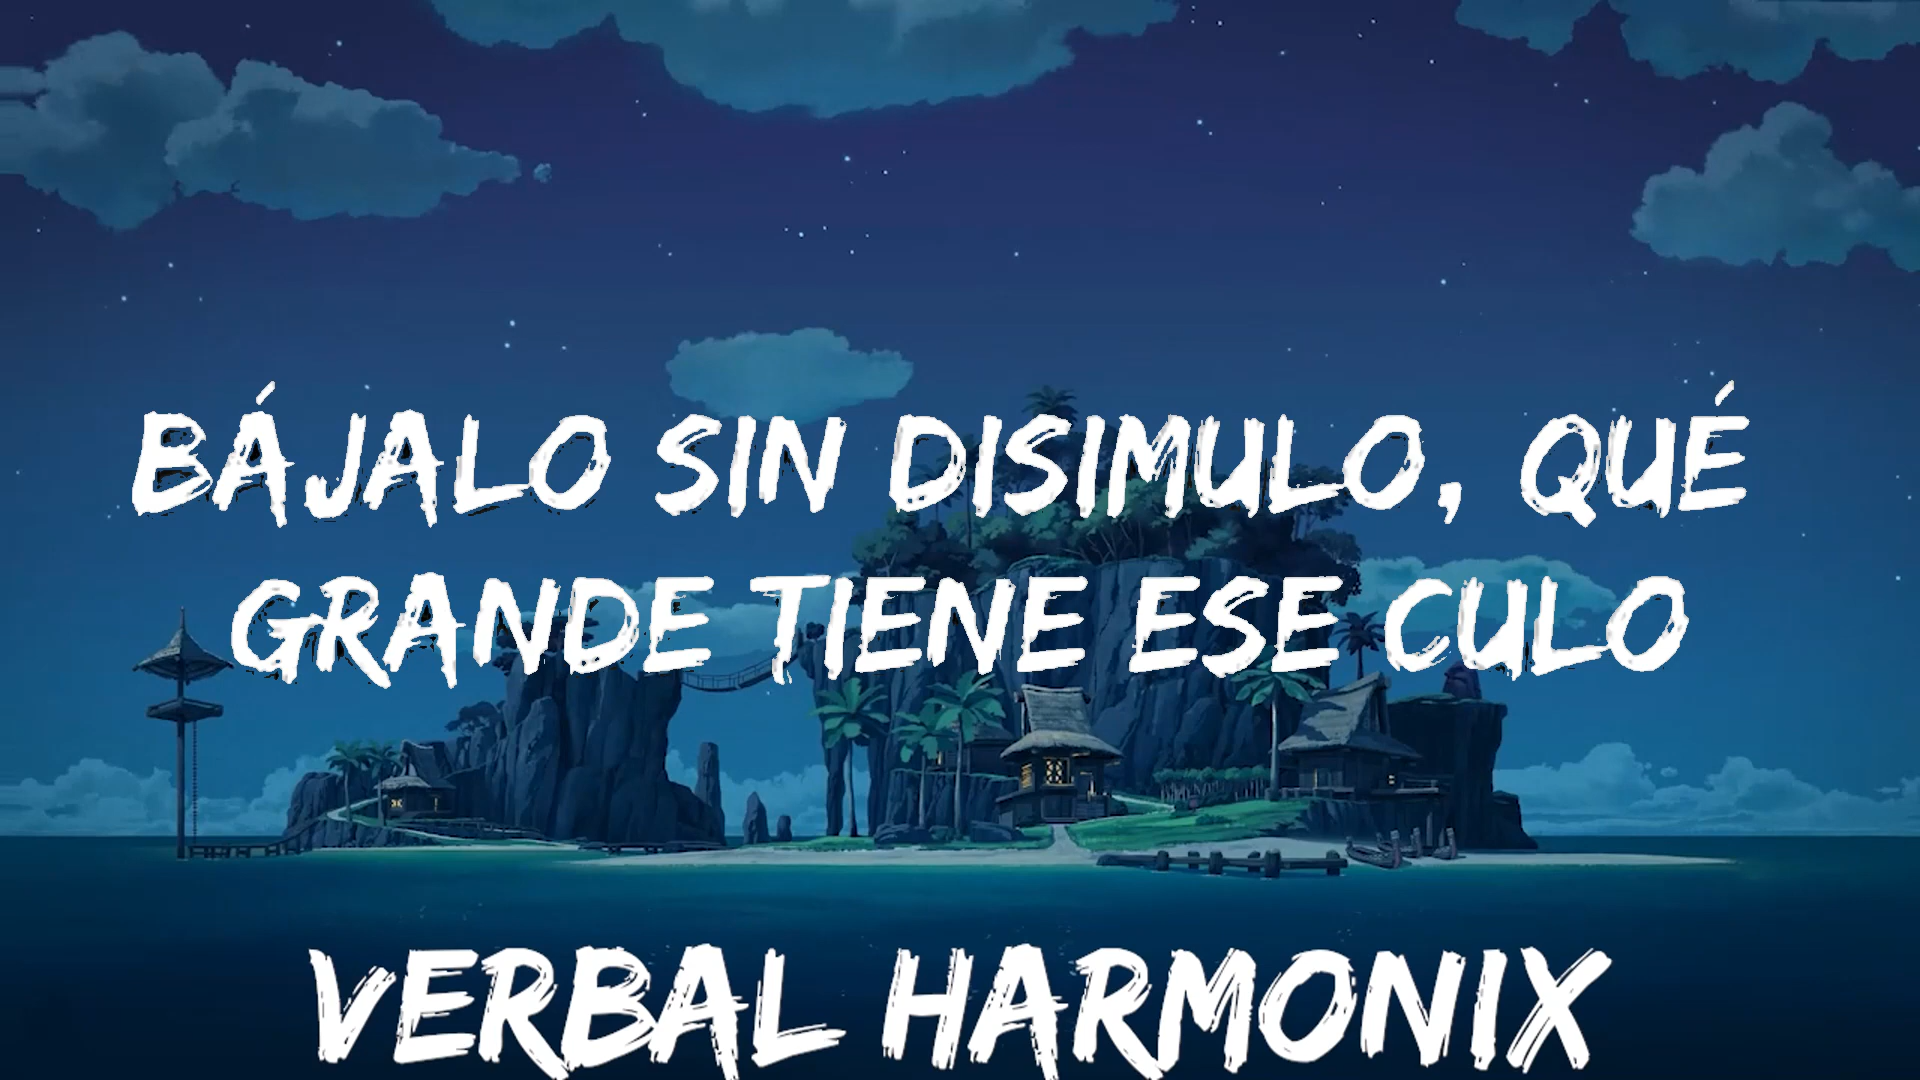 BÁJALO SIN DISIMULO, QUÉ
GRANDE TIENE ESE CULO
VERBAL HARMONIX